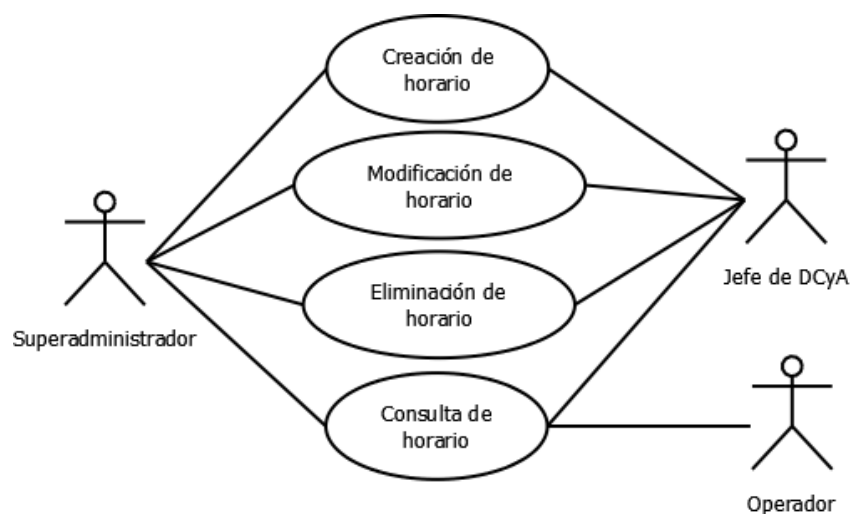 Creación de
horario
Modificación de
horario
Eliminación de
horario
Consulta de
horario
Superadministrador
Jefe de DCyA
Operador